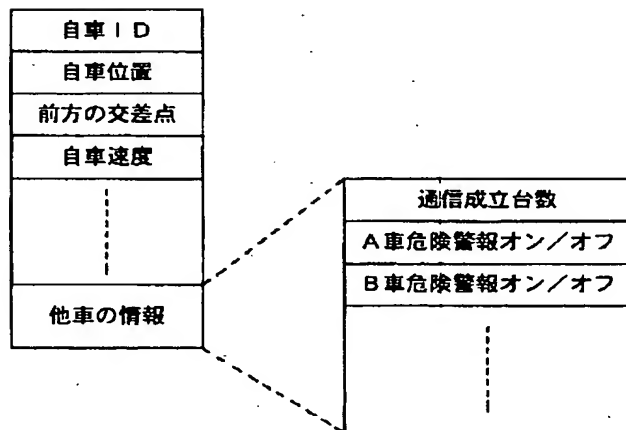 自車ID
自車位置
前方の交差点
自車速度
他車の情報
通信成立台数
A車危険警報オン/オフ
B車危険警報オン/オフ